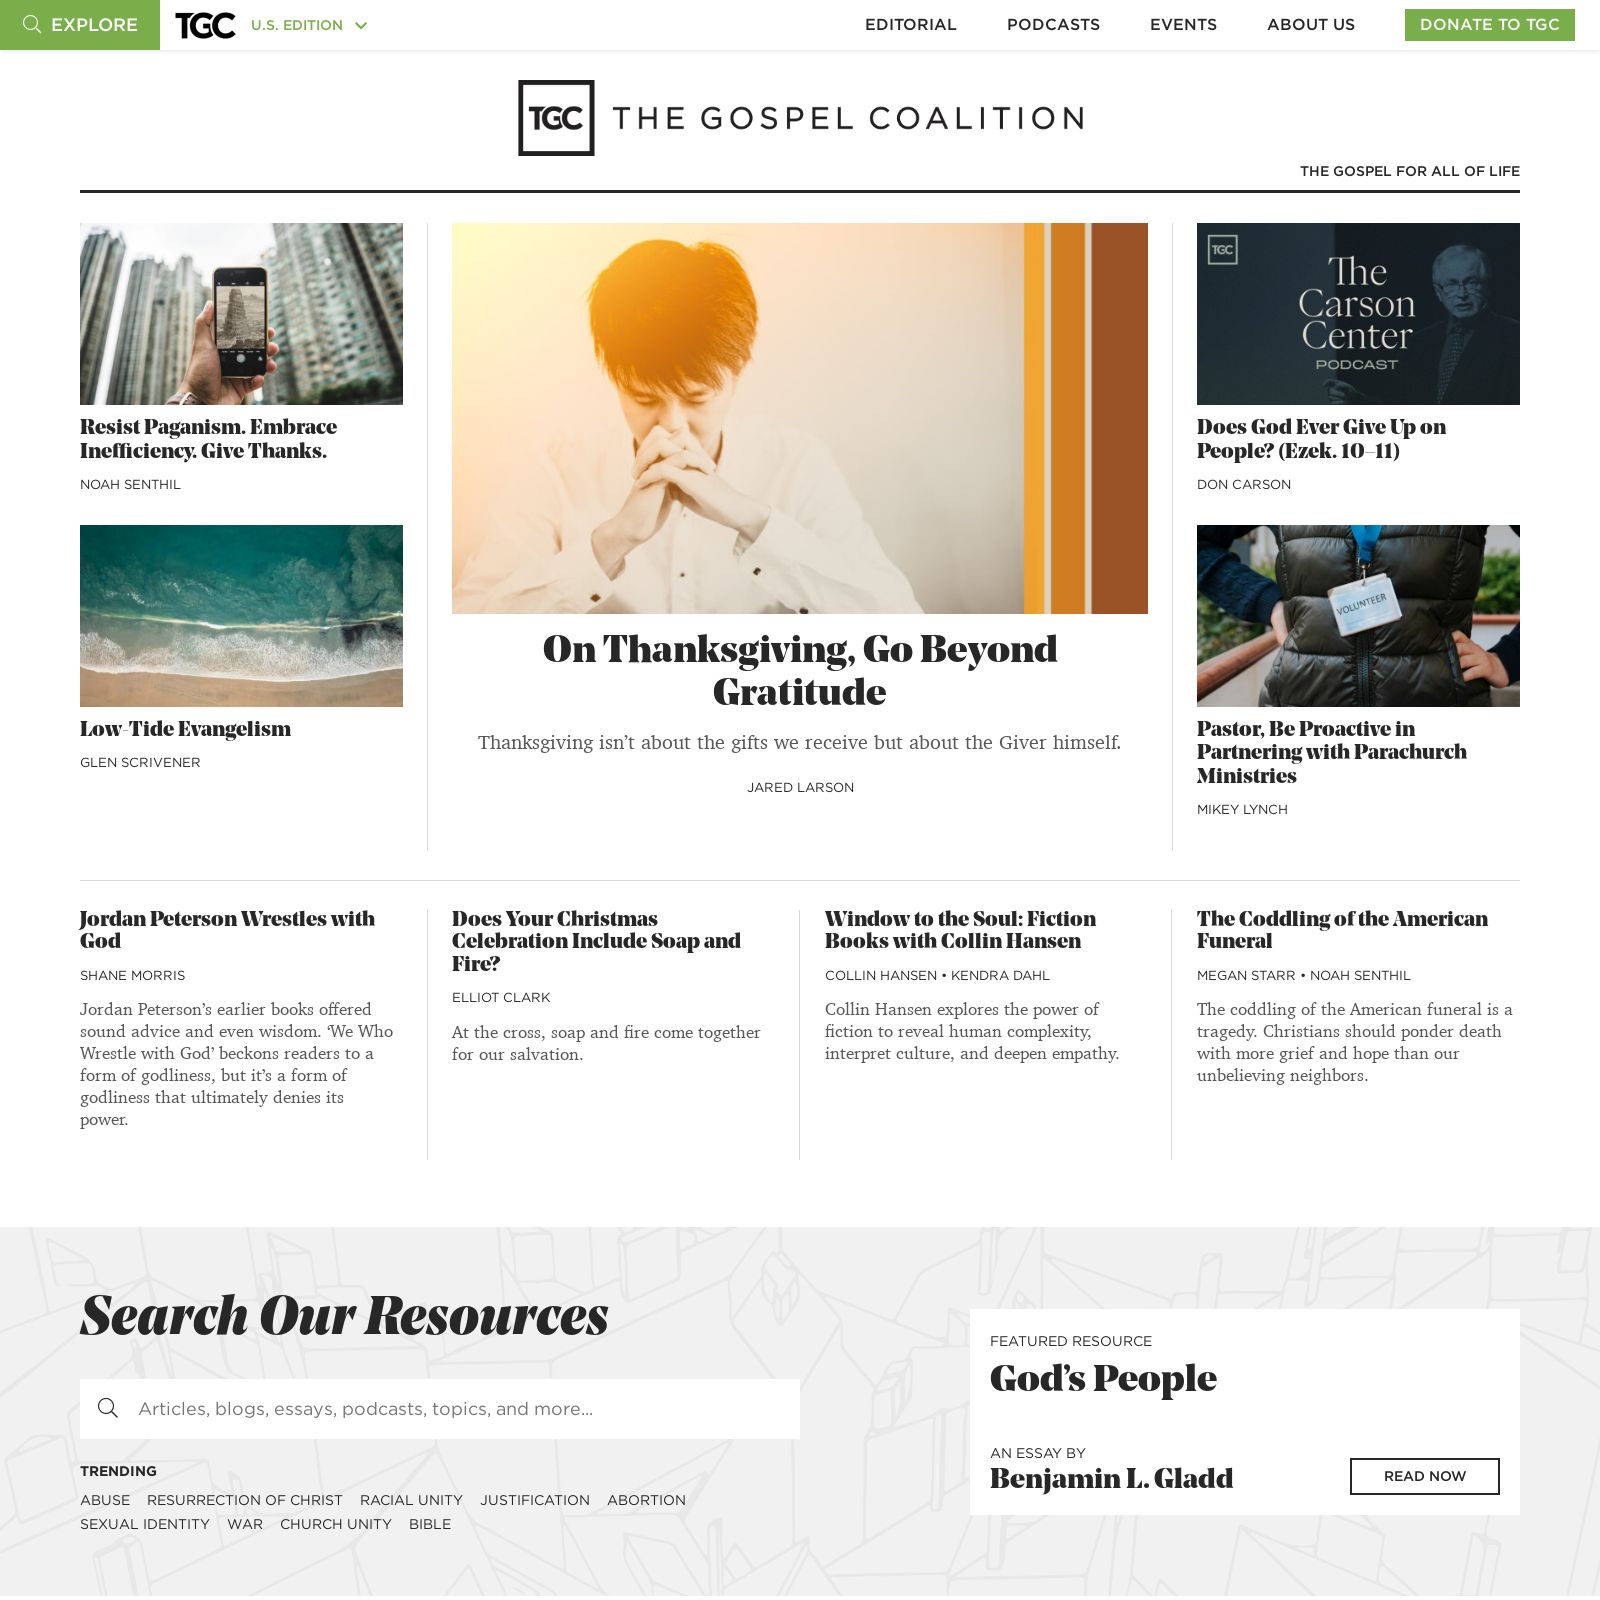 EXPLORE
TGC
U.S. EDITION
EDITORIAL
PODCASTS
EVENTS
ABOUT US
DONATE TO TGC
TGC
THE GOSPEL COALITION
THE GOSPEL FOR ALL OF LIFE
Resist Paganism. Embrace
Inefficiency. Give Thanks.
NOAH SENTHIL
Low-Tide Evangelism
GLEN SCRIVENER
On Thanksgiving, Go Beyond
Gratitude
Thanksgiving isn’t about the gifts we receive but about the Giver himself.
JARED LARSON
TGC
The
Carson
Center
PODCAST
Does God Ever Give Up on
People? (Ezek. 10–11)
DON CARSON
VOLUNTEER
Pastor, Be Proactive in
Partnering with Parachurch
Ministries
MIKEY LYNCH
Jordan Peterson Wrestles with
God
SHANE MORRIS
Jordan Peterson’s earlier books offered
sound advice and even wisdom. ‘We Who
Wrestle with God’ beckons readers to a
form of godliness, but it’s a form of
godliness that ultimately denies its
power.
Does Your Christmas
Celebration Include Soap and
Fire?
ELLIOT CLARK
At the cross, soap and fire come together
for our salvation.
Window to the Soul: Fiction
Books with Collin Hansen
COLLIN HANSEN • KENDRA DAHL
Collin Hansen explores the power of
fiction to reveal human complexity,
interpret culture, and deepen empathy.
The Coddling of the American
Funeral
MEGAN STARR • NOAH SENTHIL
The coddling of the American funeral is a
tragedy. Christians should ponder death
with more grief and hope than our
unbelieving neighbors.
Search Our Resources
Articles, blogs, essays, podcasts, topics, and more...
TRENDING
ABUSE RESURRECTION OF CHRIST RACIAL UNITY JUSTIFICATION ABORTION
SEXUAL IDENTITY WAR CHURCH UNITY BIBLE
FEATURED RESOURCE
God’s People
AN ESSAY BY
Benjamin L. Gladd
READ NOW